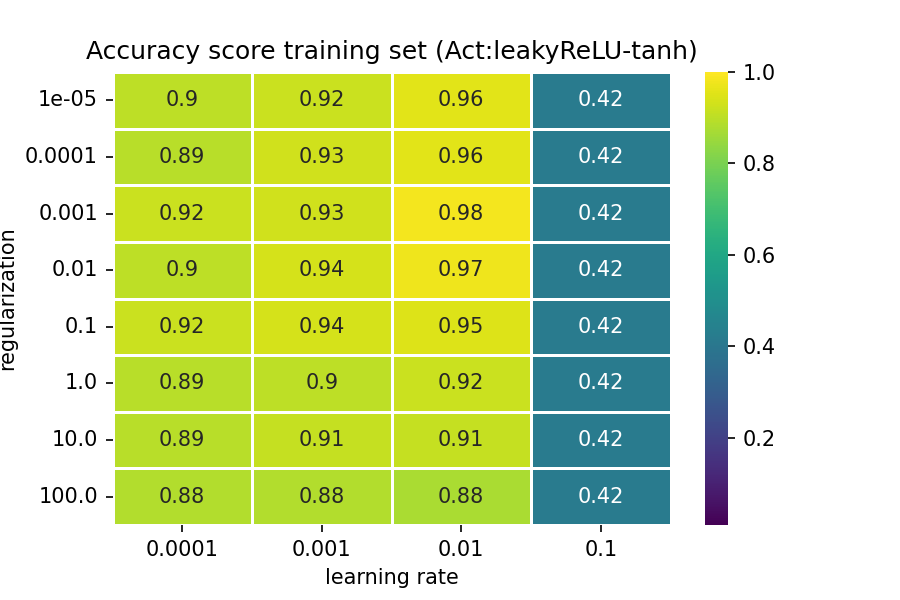 Accuracy score training set (Act:leakyReLU-tanh)
1e-05 0.9 0.92 0.96 0.42
0.0001 0.89 0.93 0.96 0.42
0.001 0.92 0.93 0.98 0.42
0.01 0.9 0.94 0.97 0.42
0.1 0.92 0.94 0.95 0.42
1.0 0.89 0.9 0.92 0.42
10.0 0.89 0.91 0.91 0.42
100.0 0.88 0.88 0.88 0.42
0.0001 0.001 0.01 0.1
learning rate
regularization
1.0
0.8
0.6
0.4
0.2